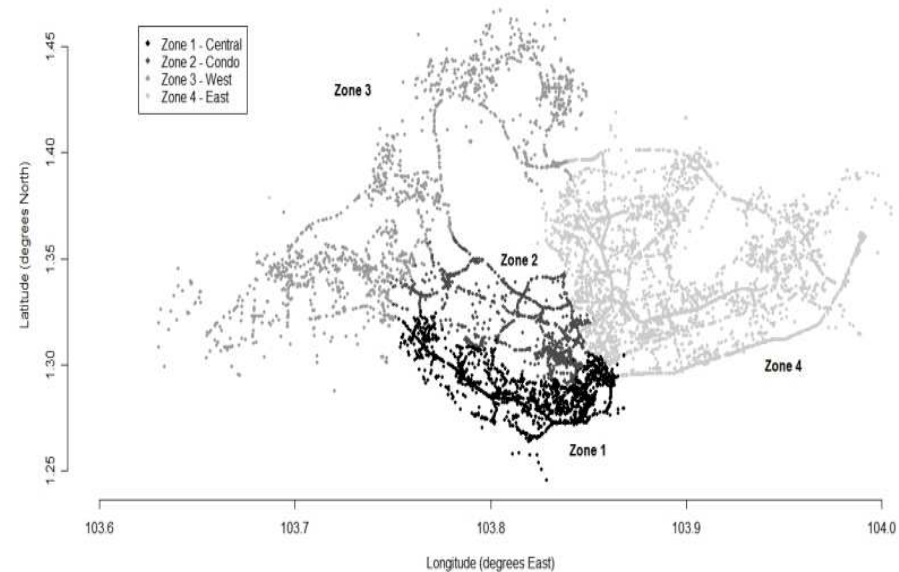 Zone 1 - Central
Zone 2 - Condo
Zone 3 - West
Zone 4 - East
Zone 3
Zone 2
Zone 4
Zone 1
Latitude (degrees North)
1.45
1.40
1.35
1.30
1.25
103.6 103.7 103.8 103.9 104.0
Longitude (degrees East)